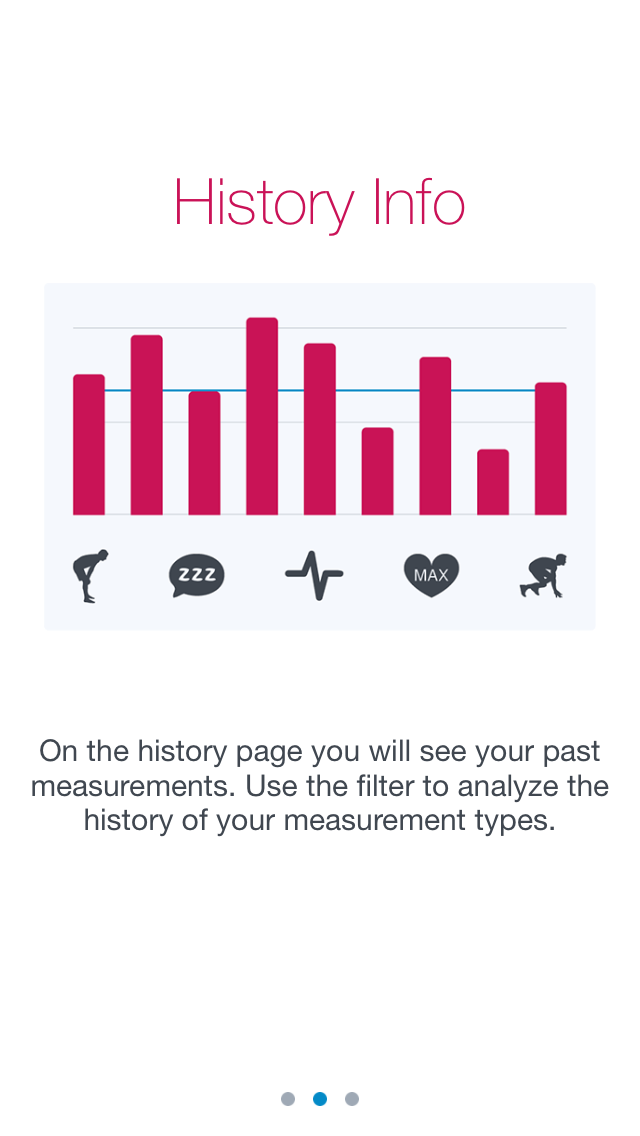 History Info
zzz
MAX
On the history page you will see your past
measurements. Use the filter to analyze the
history of your measurement types.